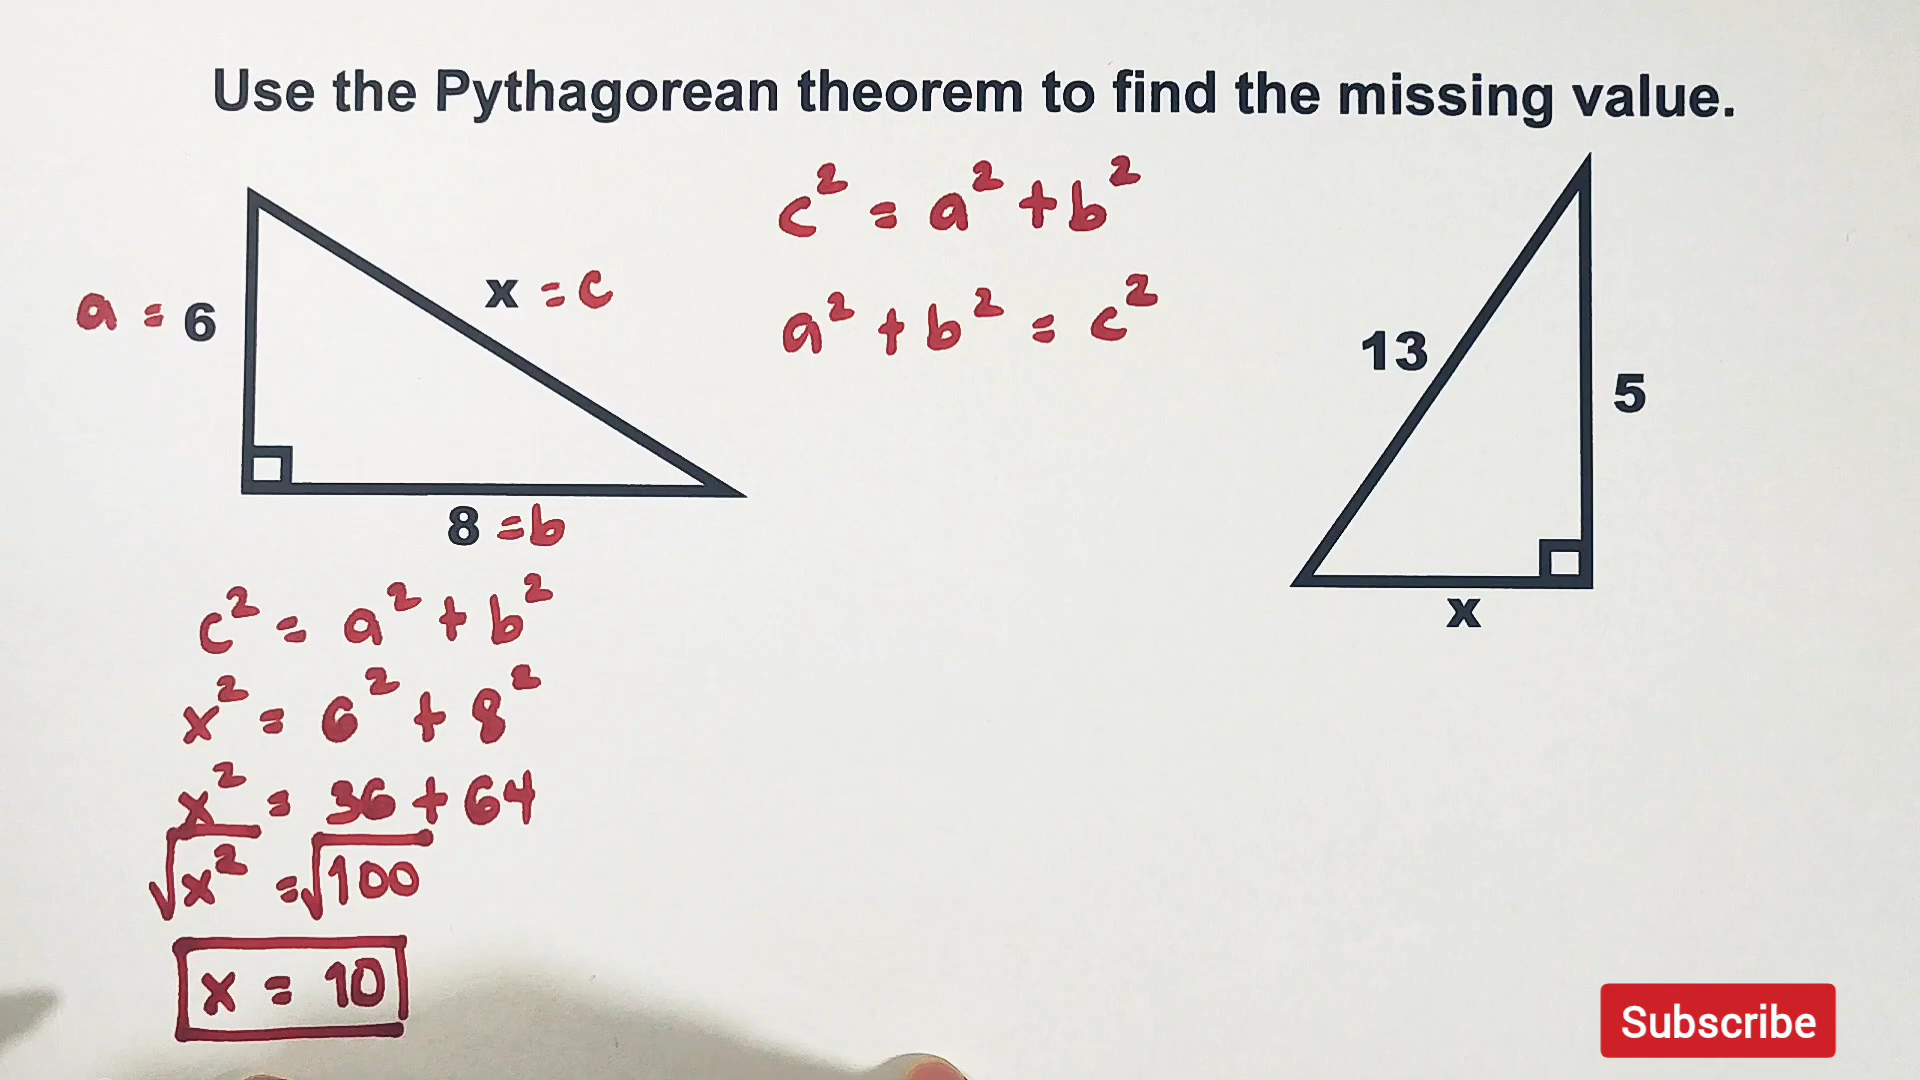 Use the Pythagorean theorem to find the missing value.
a = 6
x = c
8 = b
c² = a² + b²
a² + b² = c²
13
5
x
c² = a² + b²
x² = 6² + 8²
x² = 36 + 64
√x² = √100
x = 10
Subscribe